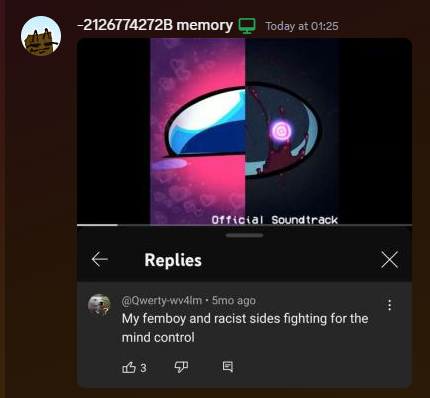 -2126774272B memory Today at 01:25
Official Soundtrack
Replies
@Qwerty-wv4lm • 5mo ago
My femboy and racist sides fighting for the
mind control
3